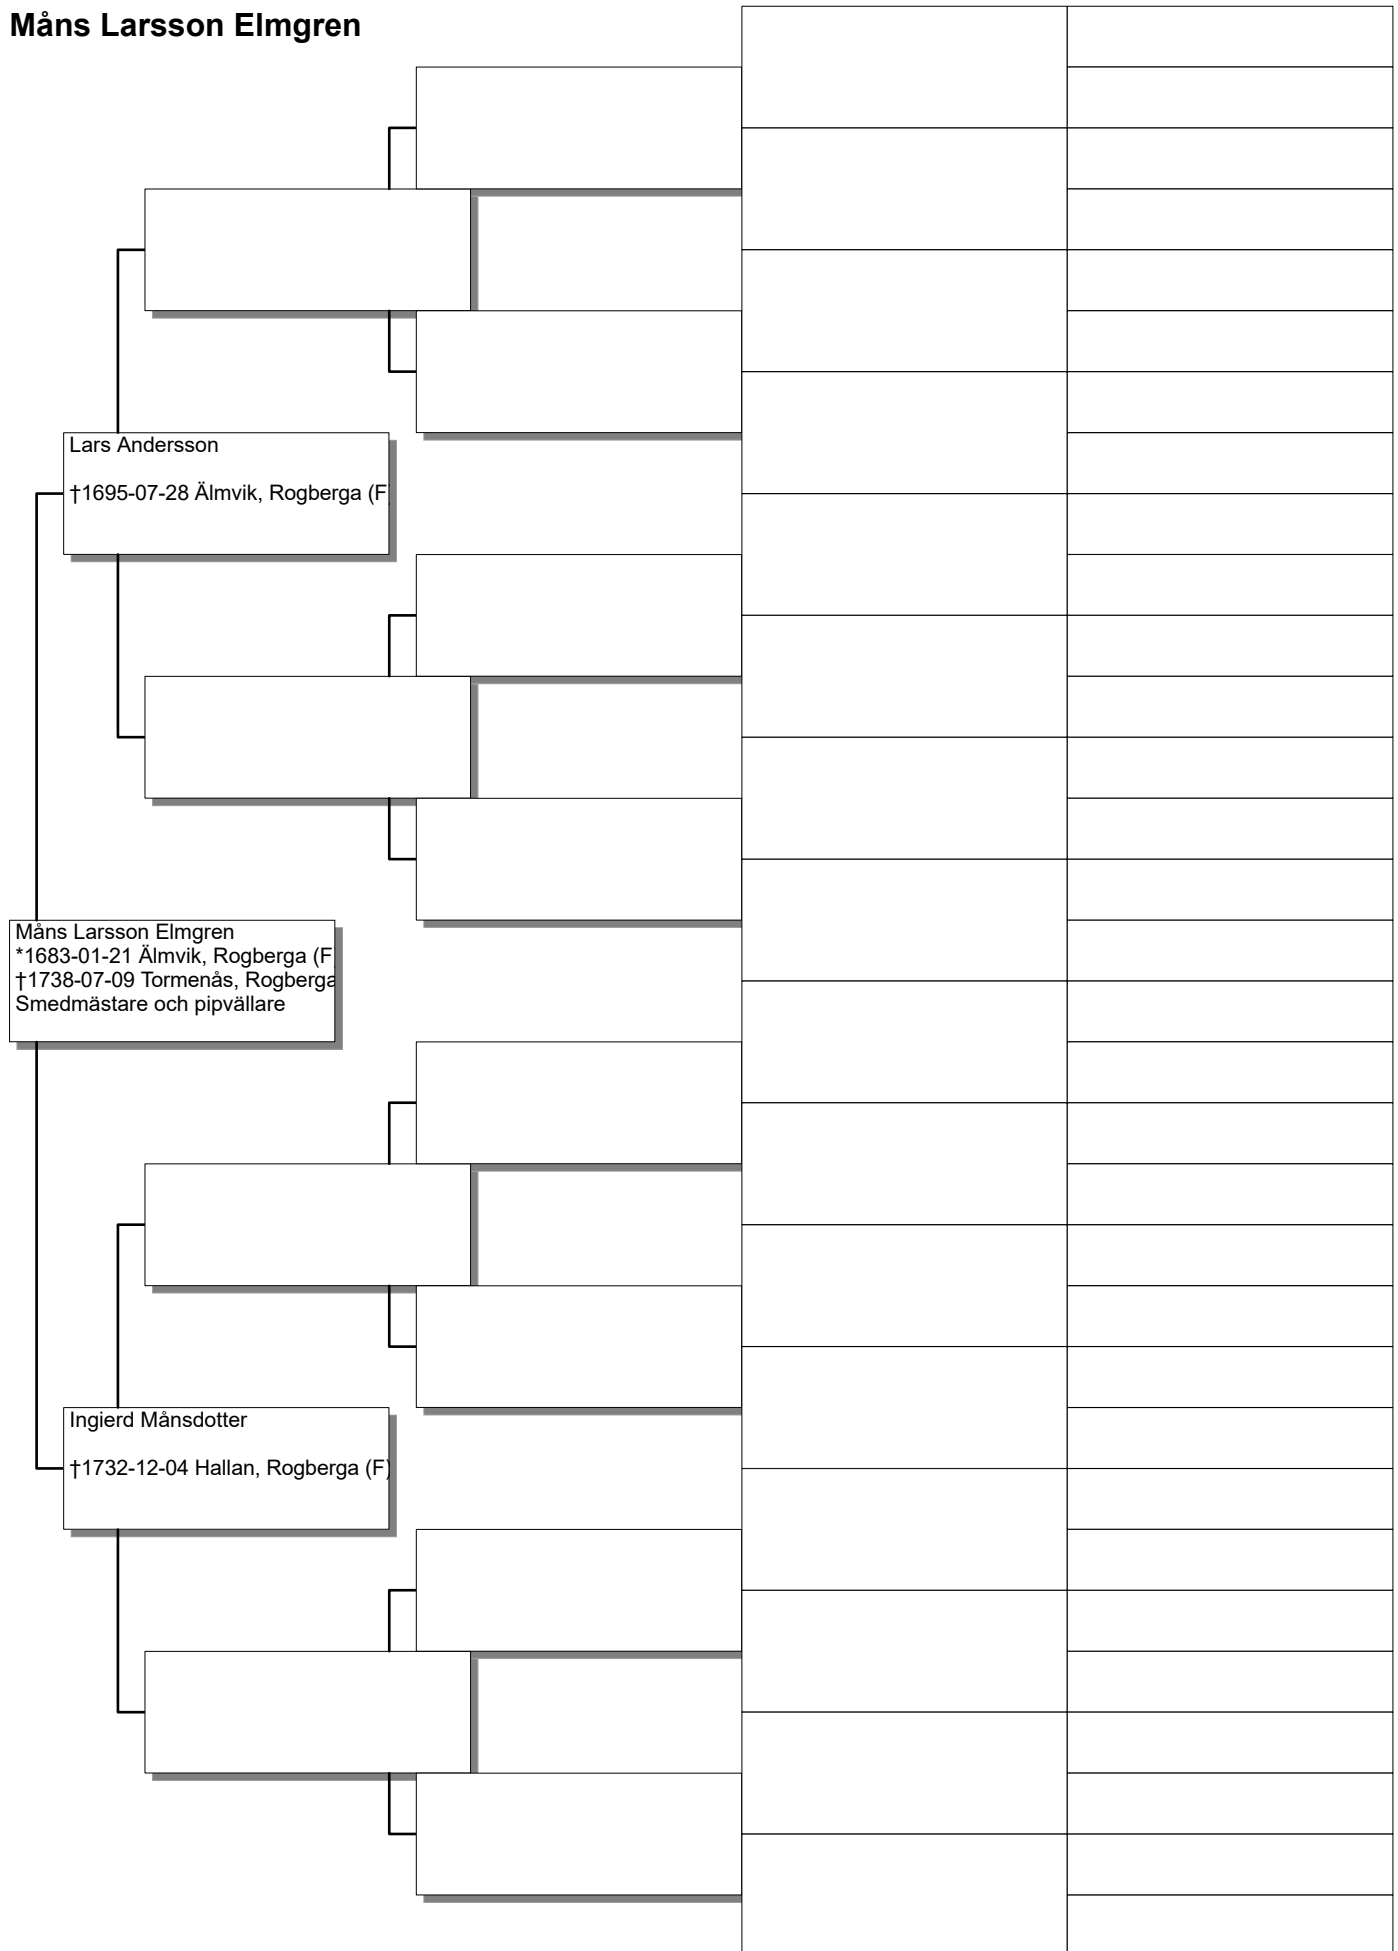 Måns Larsson Elmgren
Lars Andersson
†1695-07-28 Älmvik, Rogberga (F)
Måns Larsson Elmgren
*1683-01-21 Älmvik, Rogberga (F
†1738-07-09 Tormenås, Rogberga
Smedmästare och pipvällare
Ingierd Månsdotter
†1732-12-04 Hallan, Rogberga (F)